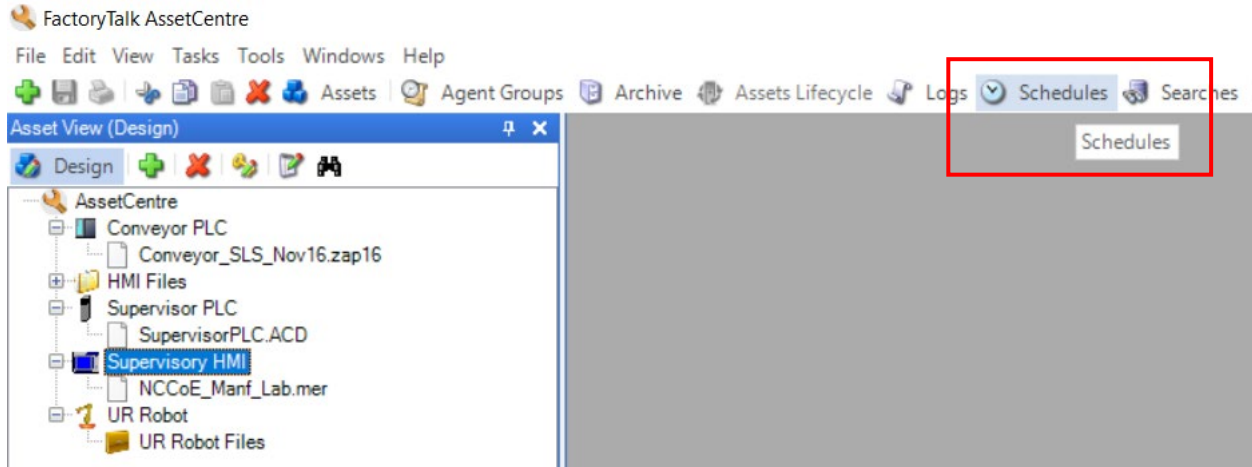 FactoryTalk AssetCentre
File Edit View Tasks Tools Windows Help
Assets Agent Groups Archive Assets Lifecycle Logs Schedules Searches
Asset View (Design)
Schedules
Design
AssetCentre
Conveyor PLC
Conveyor_SLS_Nov16.zap16
HMI Files
Supervisor PLC
SupervisorPLC.ACD
Supervisory HMI
NCCoE_Manf_Lab.mer
UR Robot
UR Robot Files